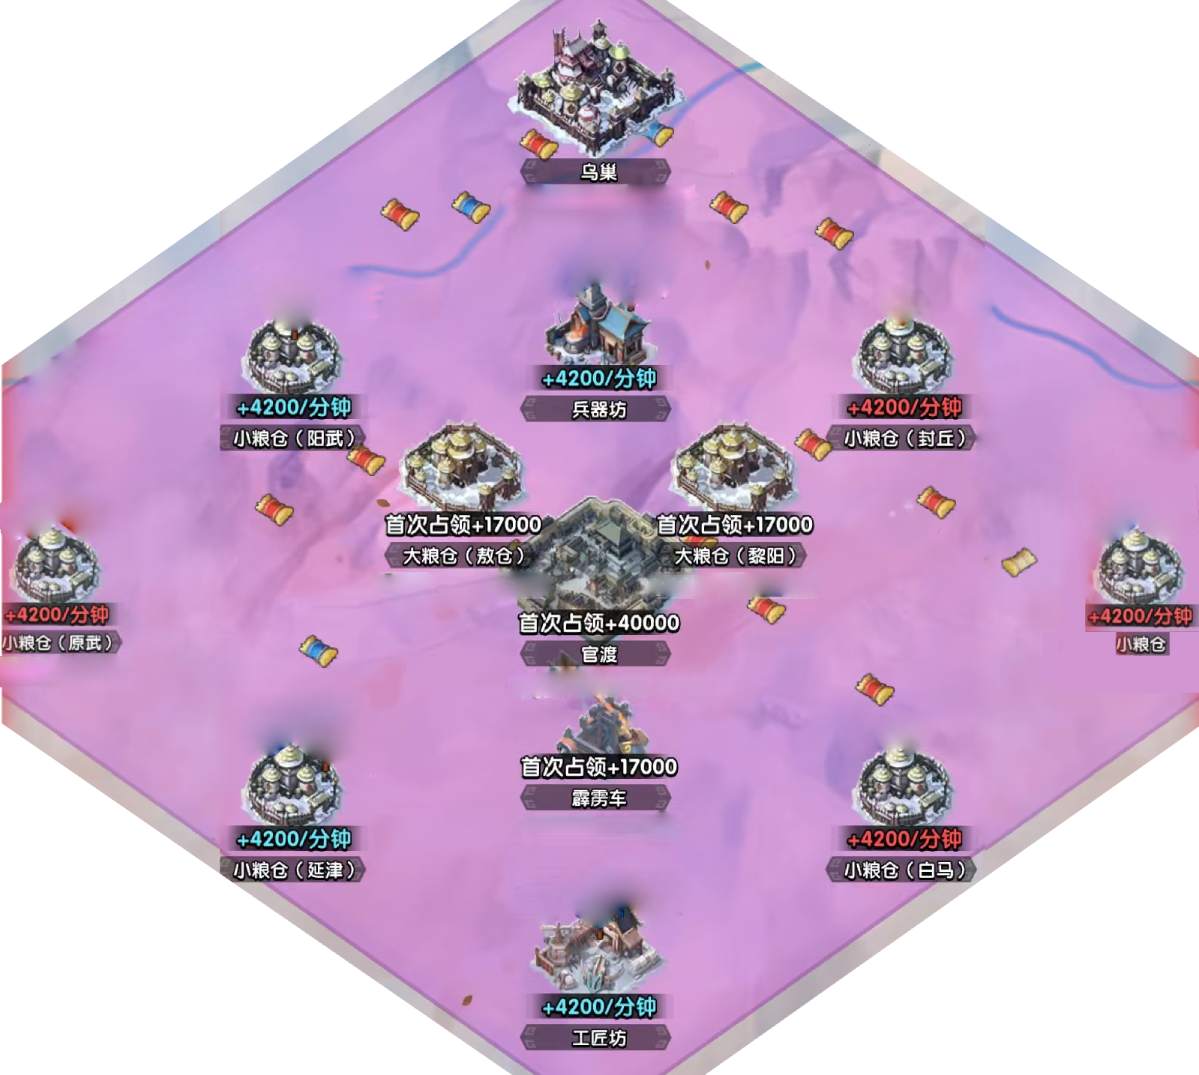 乌巢
+4200/分钟
兵器坊
+4200/分钟
小粮仓（阳武）
+4200/分钟
小粮仓（封丘）
首次占领+17000
大粮仓（敖仓）
首次占领+17000
大粮仓（黎阳）
+4200/分钟
小粮仓（原武）
首次占领+40000
官渡
+4200/分钟
小粮仓
首次占领+17000
霹雳车
+4200/分钟
小粮仓（延津）
+4200/分钟
小粮仓（白马）
+4200/分钟
工匠坊